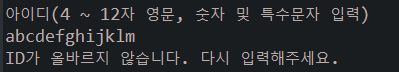 아이디(4 ~ 12자 영문, 숫자 및 특수문자 입력)
abcdefghijklm
ID가 올바르지 않습니다. 다시 입력해주세요.